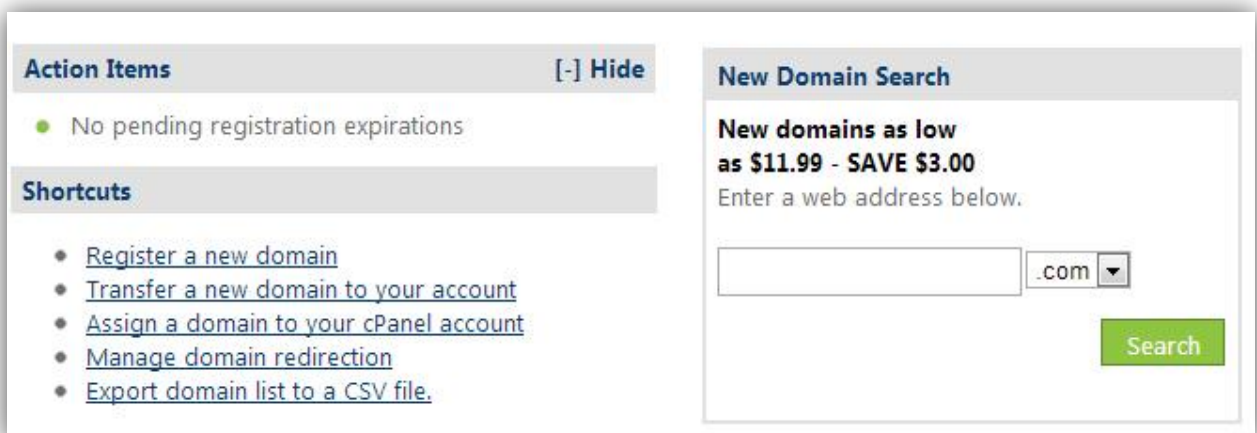 Action Items [-] Hide
No pending registration expirations
Shortcuts
Register a new domain
Transfer a new domain to your account
Assign a domain to your cPanel account
Manage domain redirection
Export domain list to a CSV file.
New Domain Search
New domains as low
as $11.99 - SAVE $3.00
Enter a web address below.
.com
Search